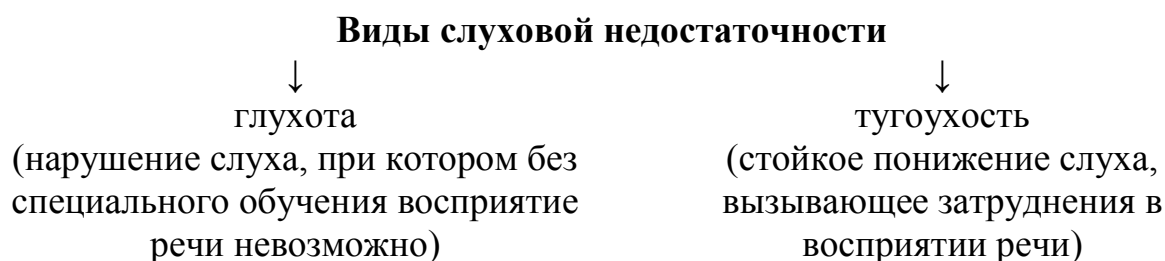 Виды слуховой недостаточности
↓ ↓
глухота тугоухость
(нарушение слуха, при котором без (стойкое понижение слуха,
специального обучения восприятие вызывающее затруднения в
речи невозможно) восприятии речи)